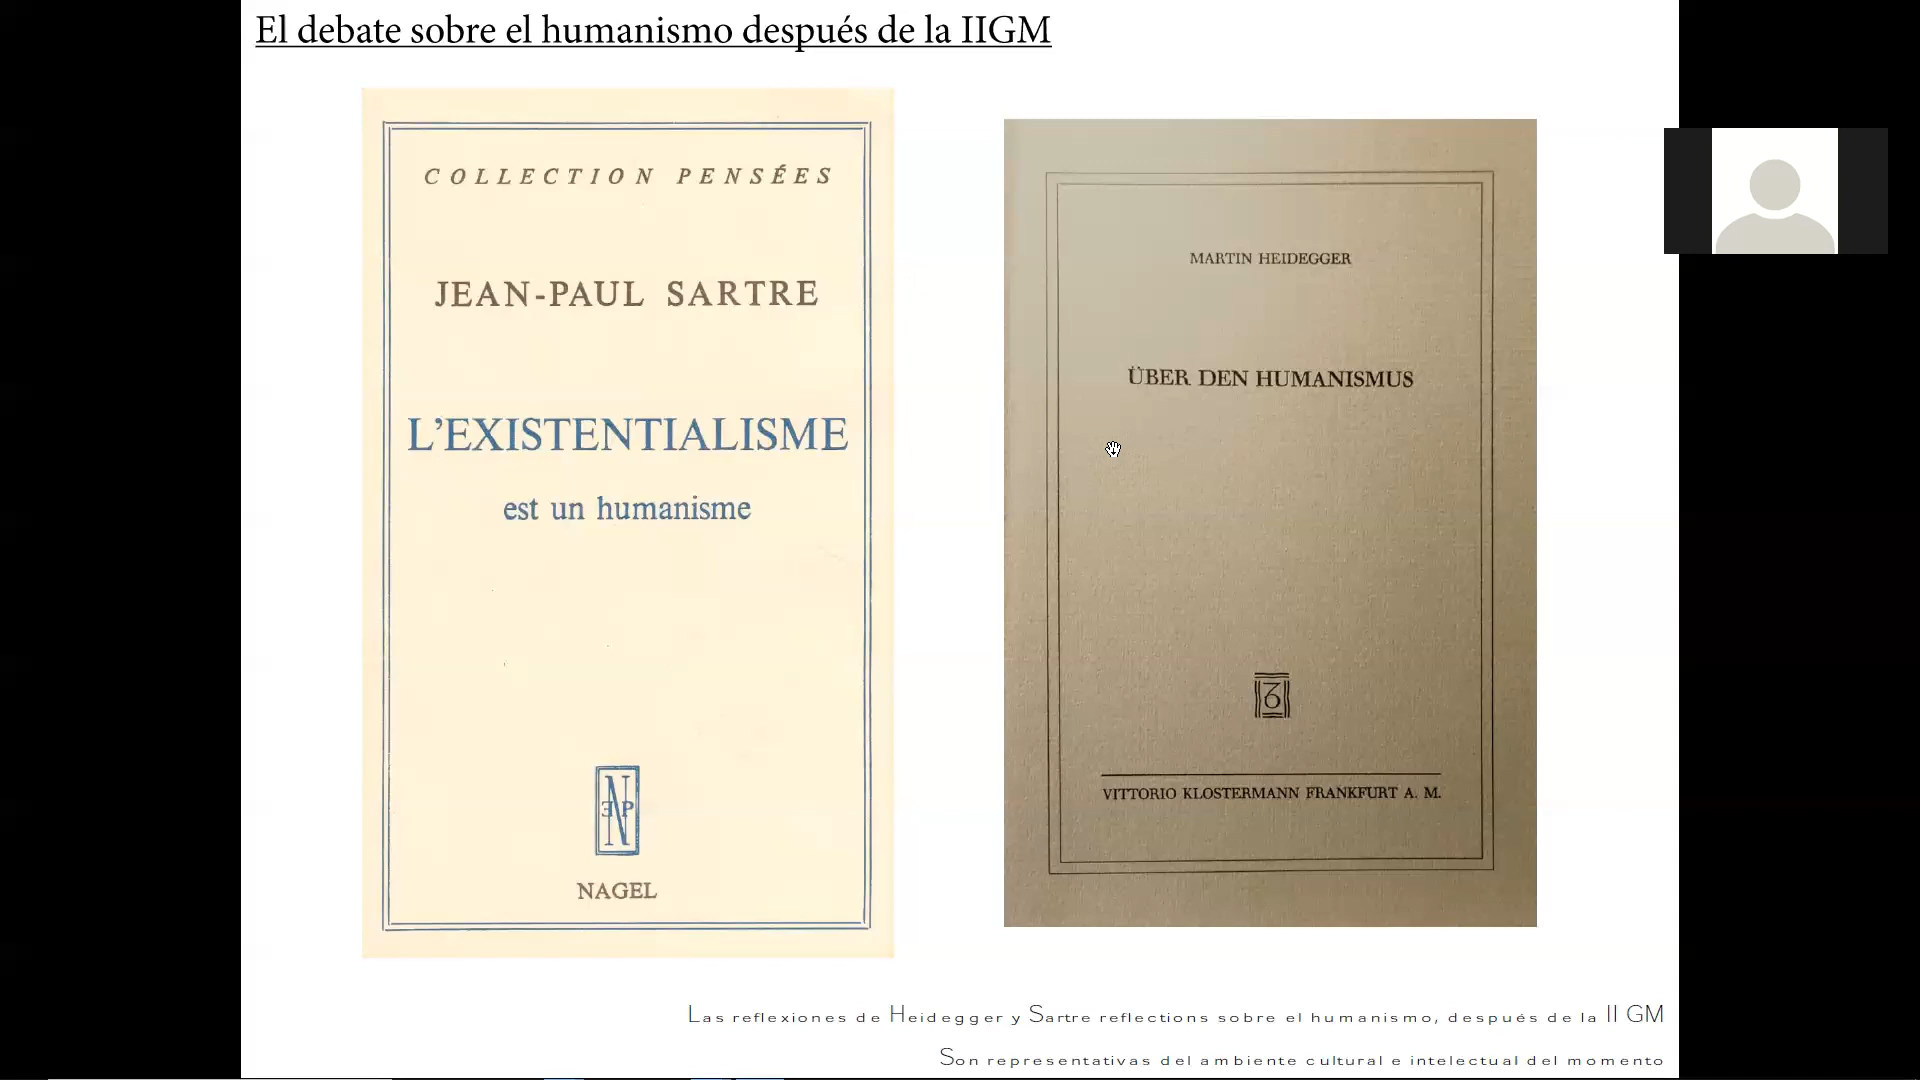 El debate sobre el humanismo después de la IIGM
COLLECTION PENSÉES
JEAN-PAUL SARTRE
L'EXISTENTIALISME
est un humanisme
NAGEL
MARTIN HEIDEGGER
ÜBER DEN HUMANISMUS
VITTORIO KLOSTERMANN FRANKFURT A. M.
Las reflexiones de Heidegger y Sartre reflections sobre el humanismo, después de la II GM
Son representativas del ambiente cultural e intelectual del momento